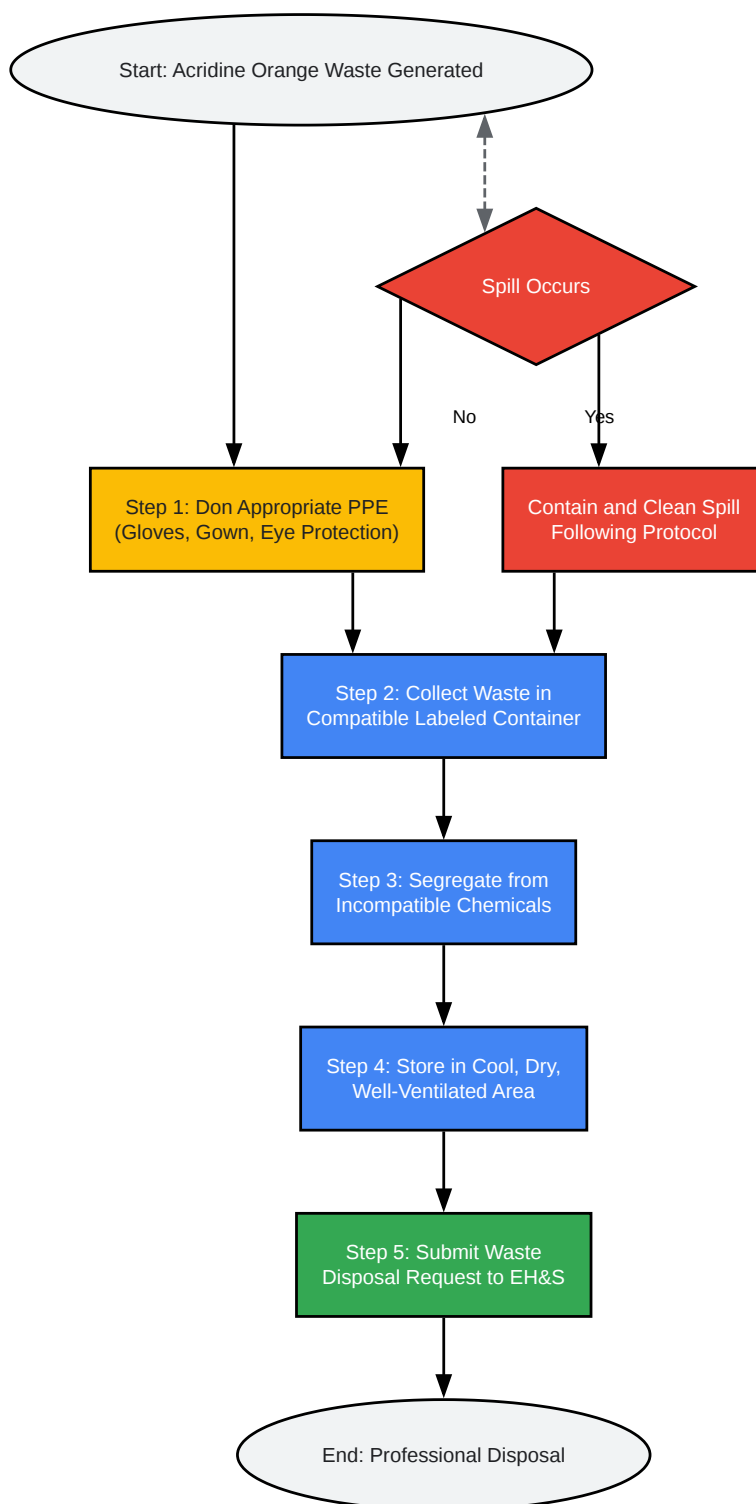 Start: Acridine Orange Waste Generated
Spill Occurs
No
Yes
Step 1: Don Appropriate PPE
(Gloves, Gown, Eye Protection)
Contain and Clean Spill
Following Protocol
Step 2: Collect Waste in
Compatible Labeled Container
Step 3: Segregate from
Incompatible Chemicals
Step 4: Store in Cool, Dry,
Well-Ventilated Area
Step 5: Submit Waste
Disposal Request to EH&S
End: Professional Disposal